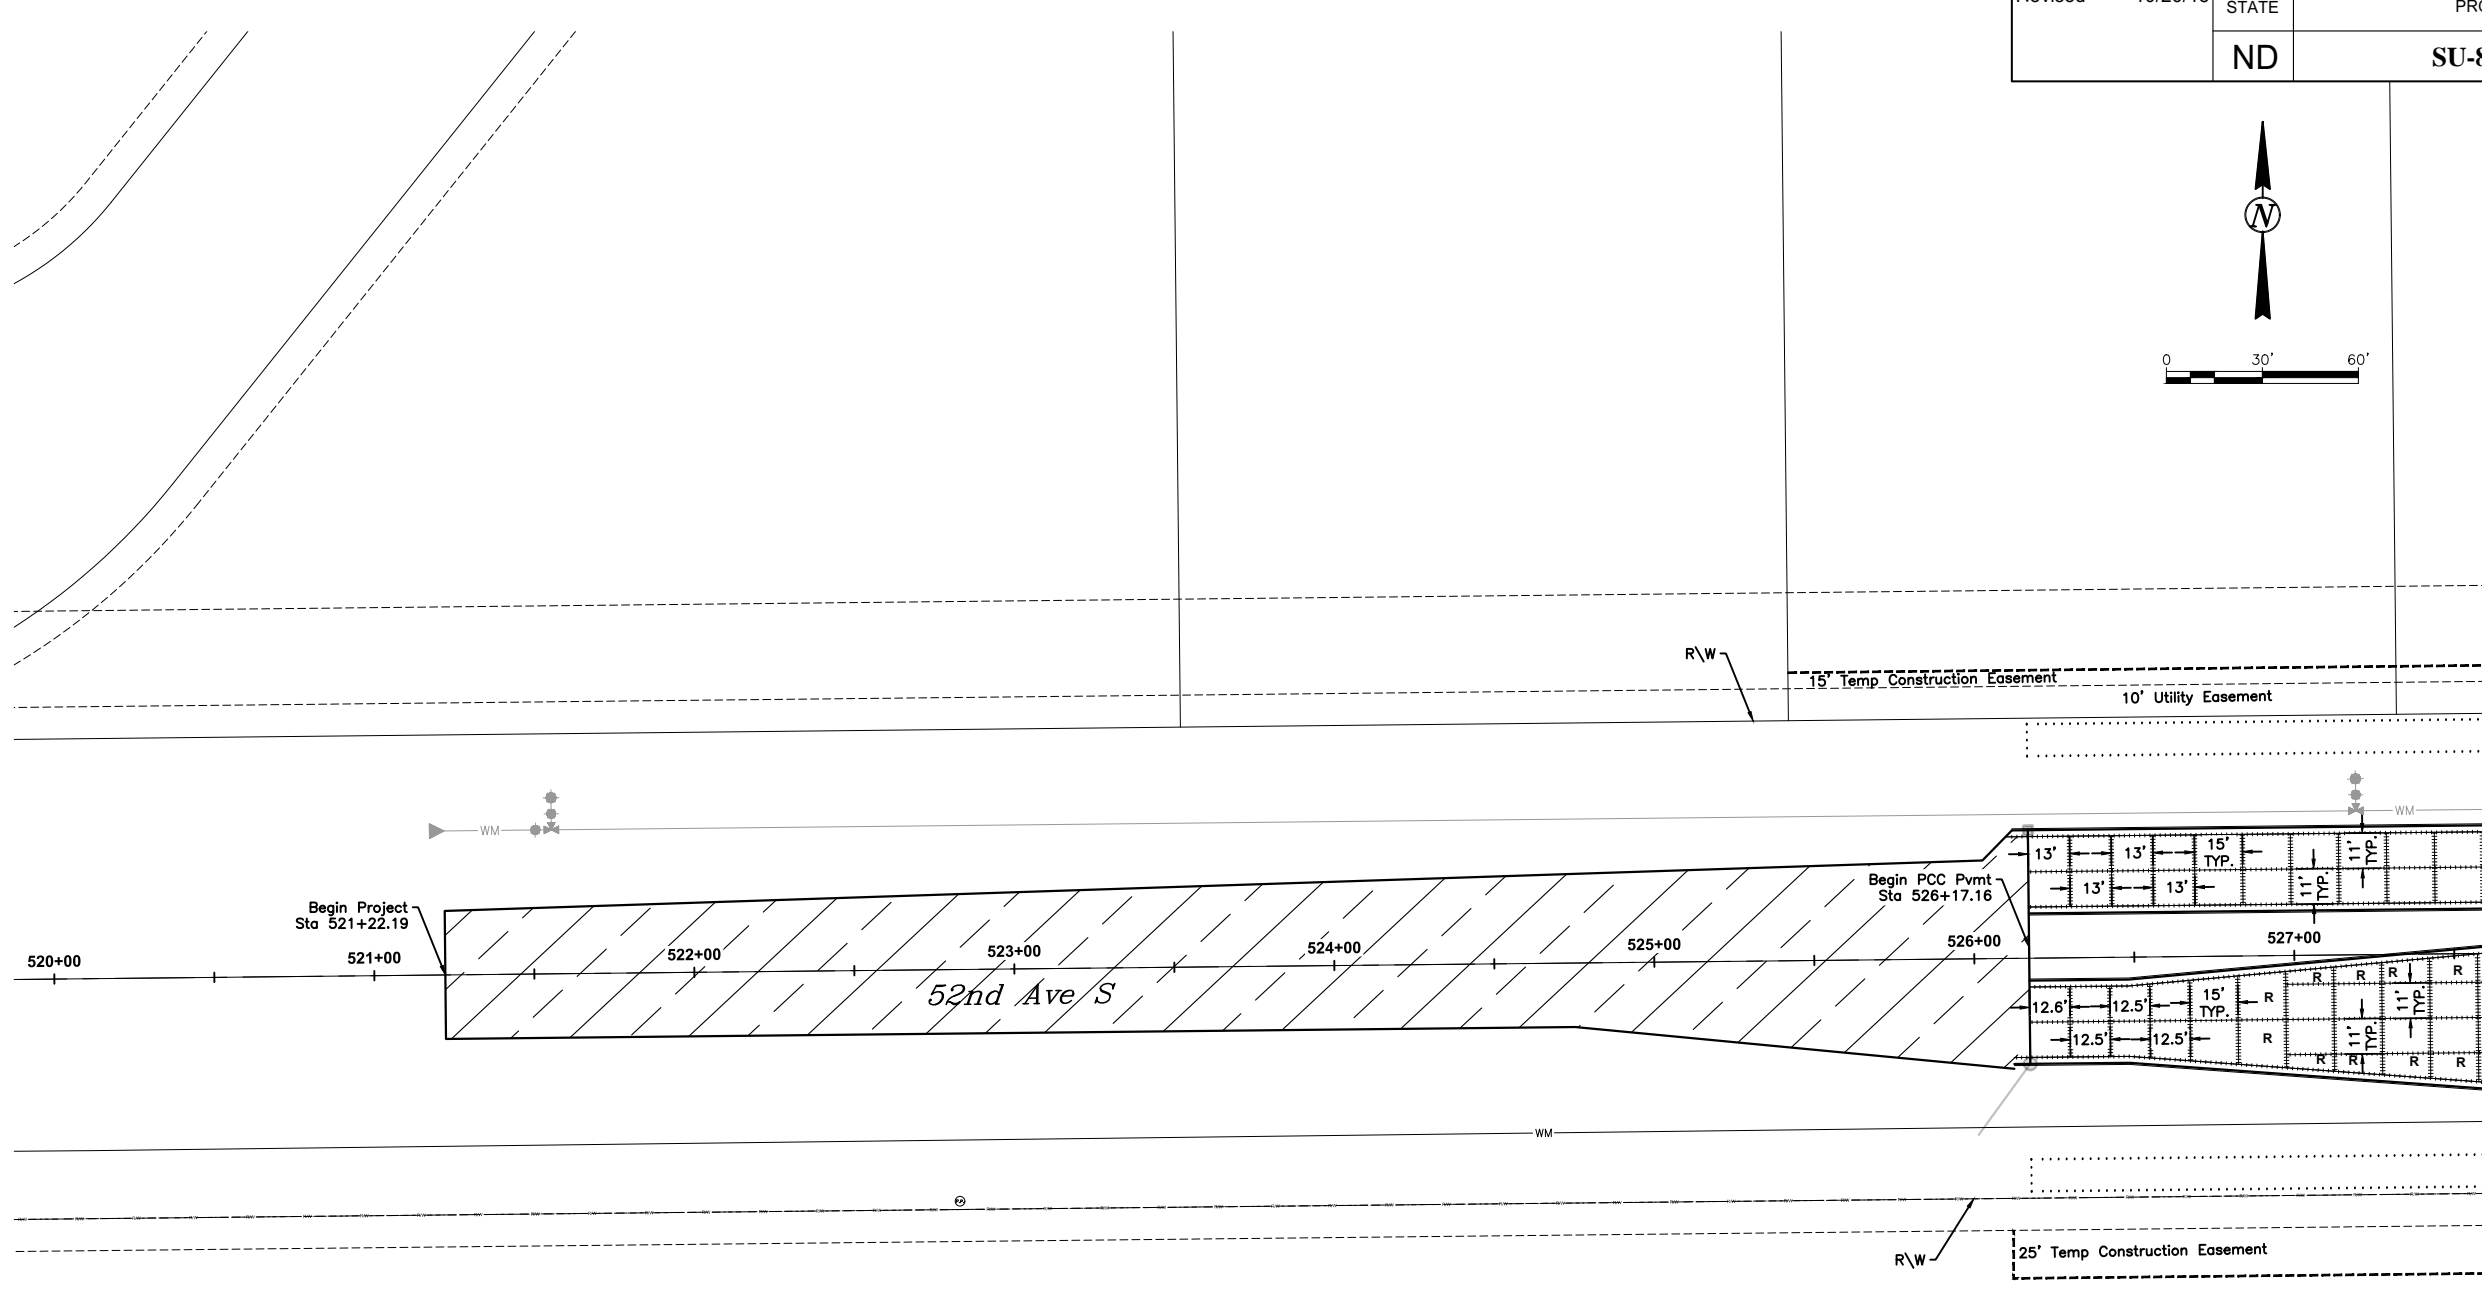 STATE
ND
SU-8
N
0 30' 60'
R\W
15' Temp Construction Easement
10' Utility Easement
WM
WM
Begin Project
Sta 521+22.19
Begin PCC Pvmt
Sta 526+17.16
13' 13' 15'
TYP.
11'
TYP.
13' 13'
11'
TYP.
520+00 521+00 522+00 523+00 524+00 525+00 526+00 527+00
52nd Ave S
12.6' 12.5' 15'
TYP.
R R R R R
11'
TYP.
12.5' 12.5' R
11'
TYP.
R R R R
WM
R\W
25' Temp Construction Easement